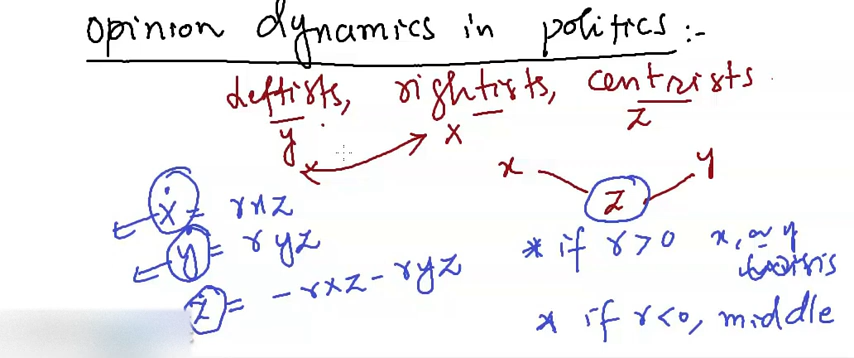 opinion dynamics in politics :-
Leftists, rightists, centrists
y x z
x y
z
ẋ = rxz
ẏ = ryz
ż = -rxz - ryz
* if r>0 x, or y
* if r<0, middle